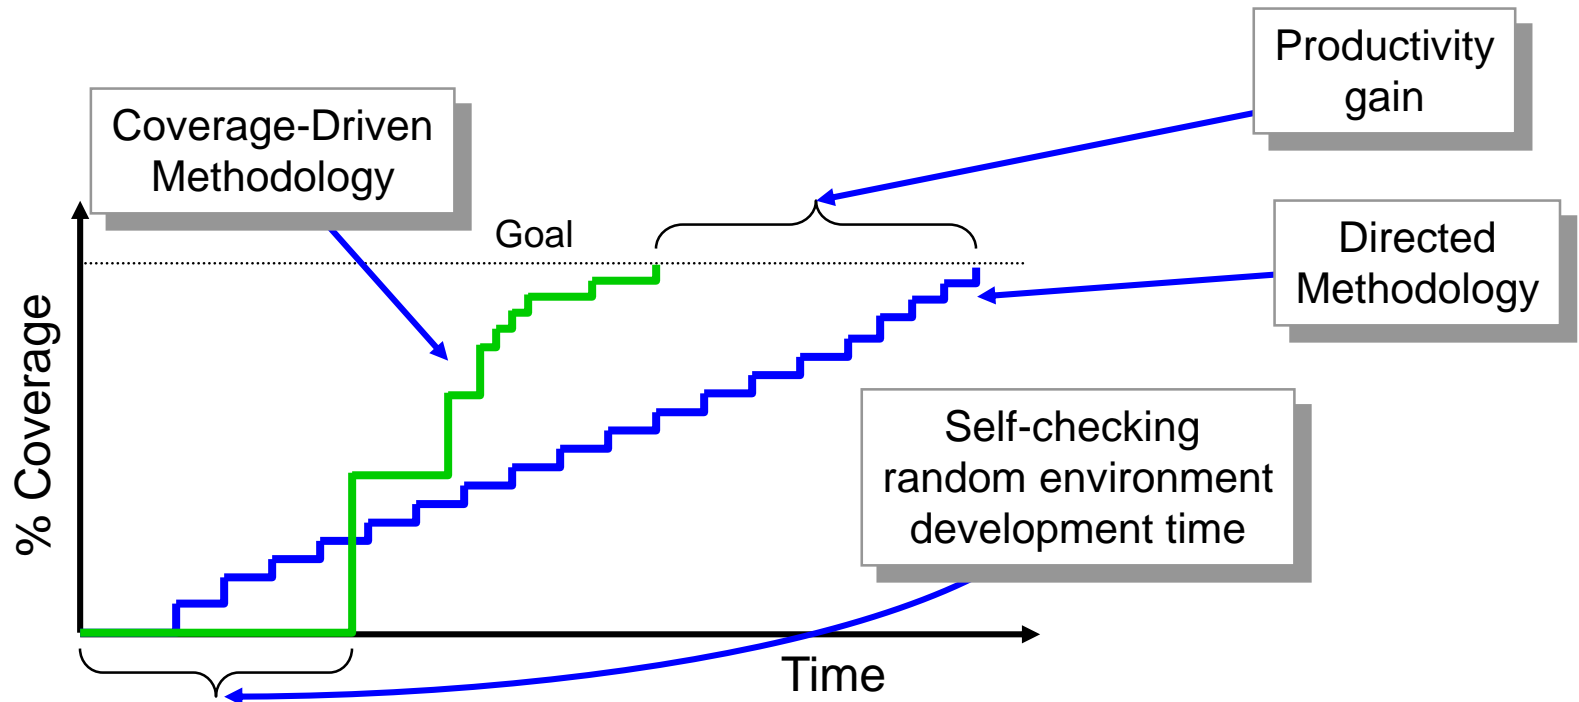 Productivity
gain
Coverage-Driven
Methodology
Goal
Directed
Methodology
% Coverage
Self-checking
random environment
development time
Time